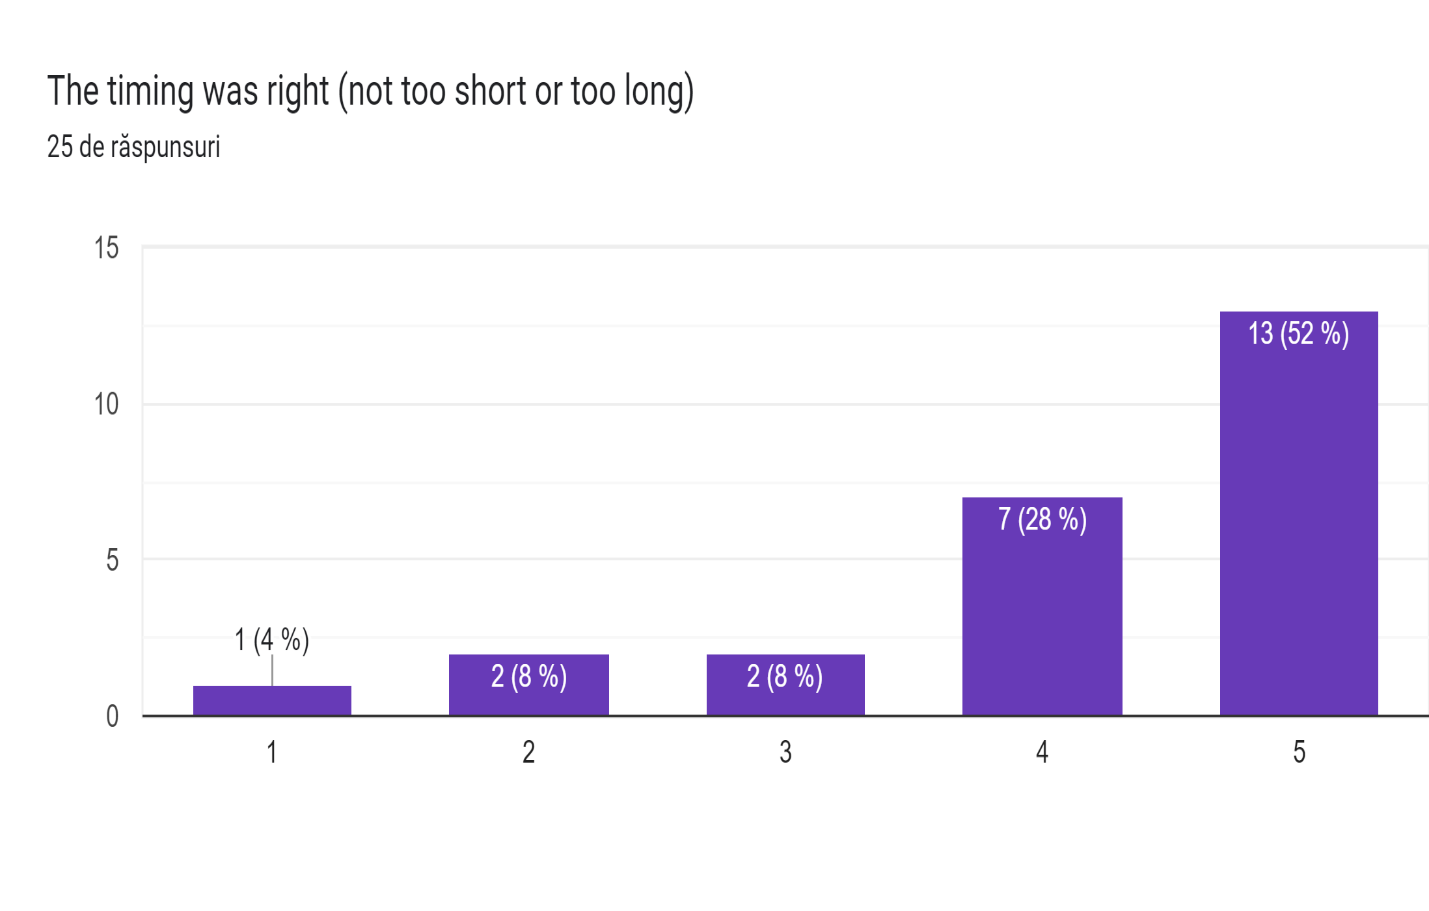 The timing was right (not too short or too long)
25 de răspunsuri
15
10
5
0
1 (4 %)
2 (8 %)
2 (8 %)
7 (28 %)
13 (52 %)
1 2 3 4 5